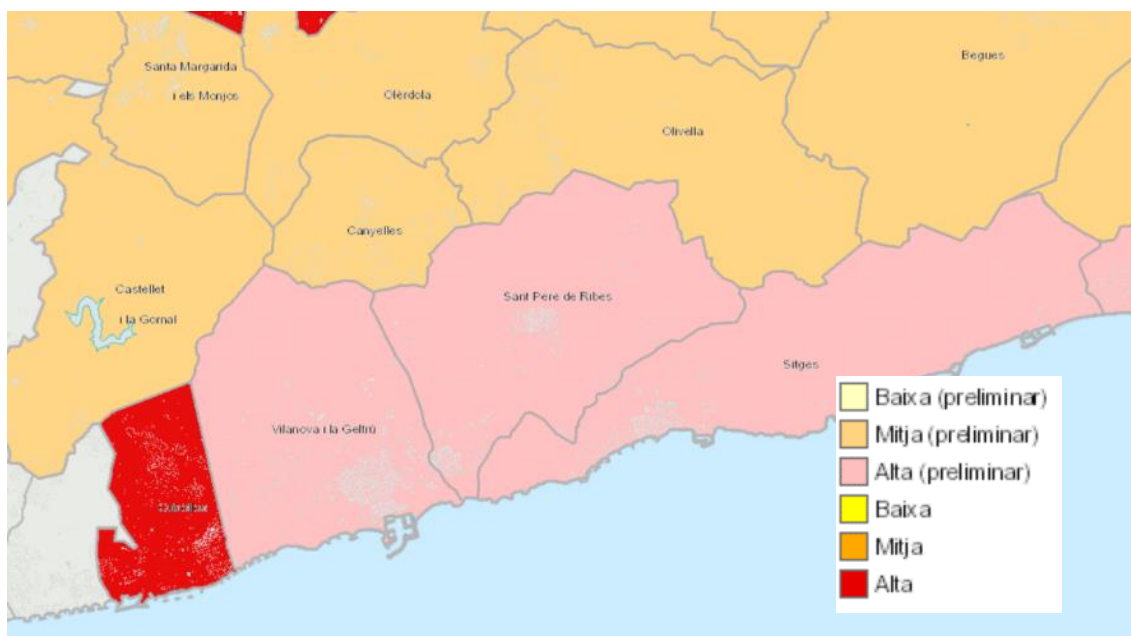 Santa Margarida
i els Monjos
Olèrdola
Begues
Olivella
Canyelles
Castellet
i la Gornal
Sant Pere de Ribes
Sitges
Vilanova i la Geltrú
Cubelles
Baixa (preliminar)
Mitja (preliminar)
Alta (preliminar)
Baixa
Mitja
Alta